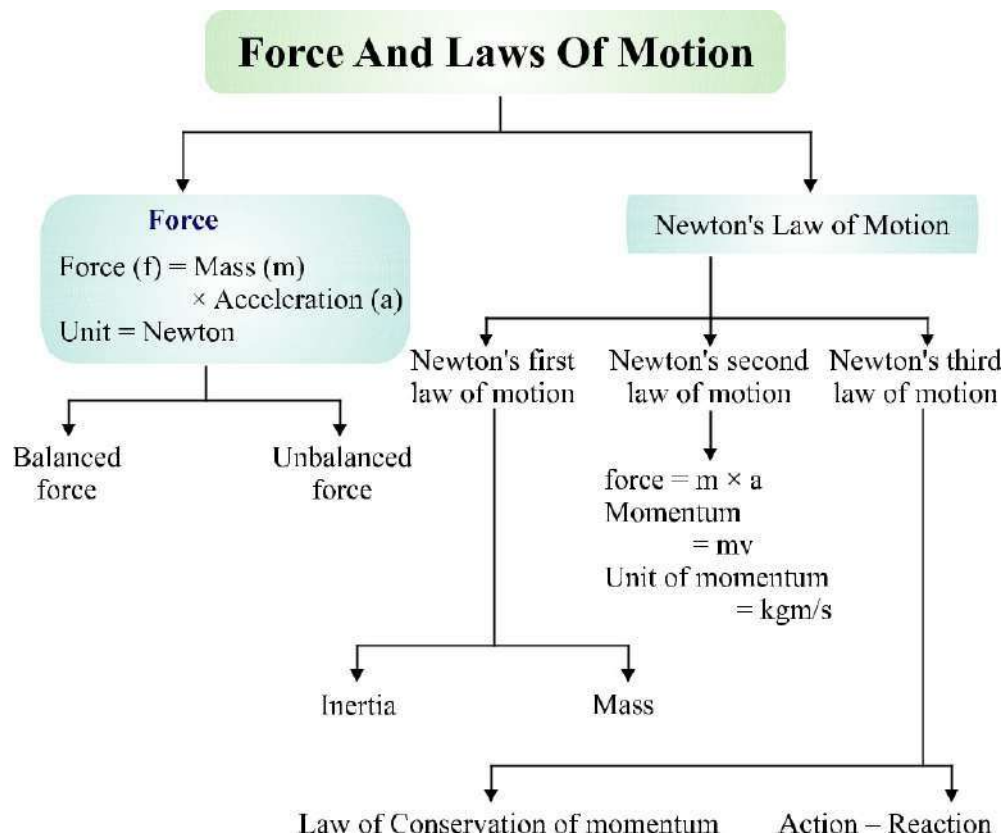 Force And Laws Of Motion
Force
Force (f) = Mass (m)
× Acceleration (a)
Unit = Newton
Newton's Law of Motion
Balanced
force
Unbalanced
force
Newton's first
law of motion
Newton's second
law of motion
Newton's third
law of motion
force = m × a
Momentum
= mv
Unit of momentum
= kgm/s
Inertia
Mass
Law of Conservation of momentum
Action – Reaction